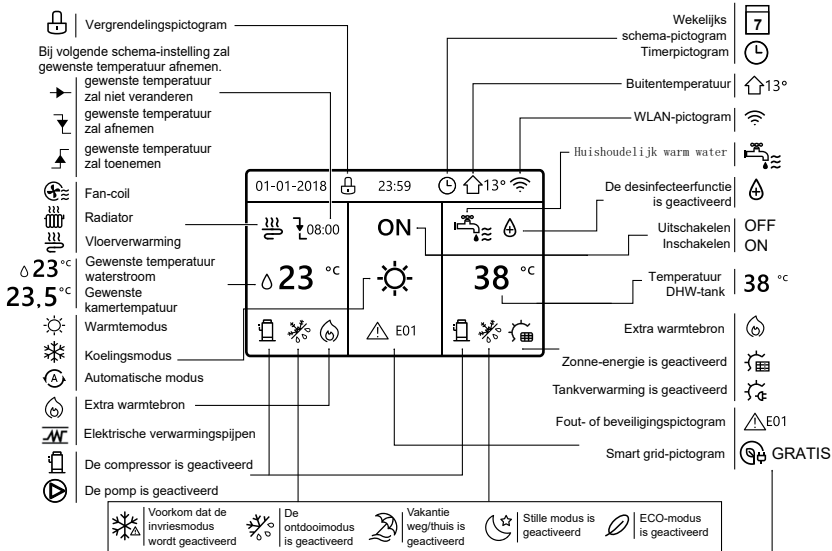 Vergrendelingspictogram
Bij volgende schema-instelling zal
gewenste temperatuur afnemen.
gewenste temperatuur
zal niet veranderen
gewenste temperatuur
zal afnemen
gewenste temperatuur
zal toenemen
Fan-coil
Radiator
Vloerverwarming
23 °C Gewenste temperatuur
waterstroom
23,5 °C Gewenste
kamertempatuur
Warmtemodus
Koelingsmodus
A Automatische modus
Extra warmtebron
Elektrische verwarmingspijpen
De compressor is geactiveerd
De pomp is geactiveerd
01-01-2018 23:59 13°
08:00 ON
23 °C 38 °C
E01
Wekelijks
schema-pictogram 7
Timerpictogram
Buitentemperatuur 13°
WLAN-pictogram
Huishoudelijk warm water
De desinfecteerfunctie
is geactiveerd
Uitschakelen OFF
Inschakelen ON
Temperatuur
DHW-tank 38 °C
Extra warmtebron
Zonne-energie is geactiveerd
Tankverwarming is geactiveerd
Fout- of beveiligingspictogram E01
Smart grid-pictogram GRATIS
Voorkom dat de
invriesmodus
wordt geactiveerd
De
ontdooimodus
is geactiveerd
Vakantie
weg/thuis is
geactiveerd
Stille modus is
geactiveerd
ECO-modus
is geactiveerd